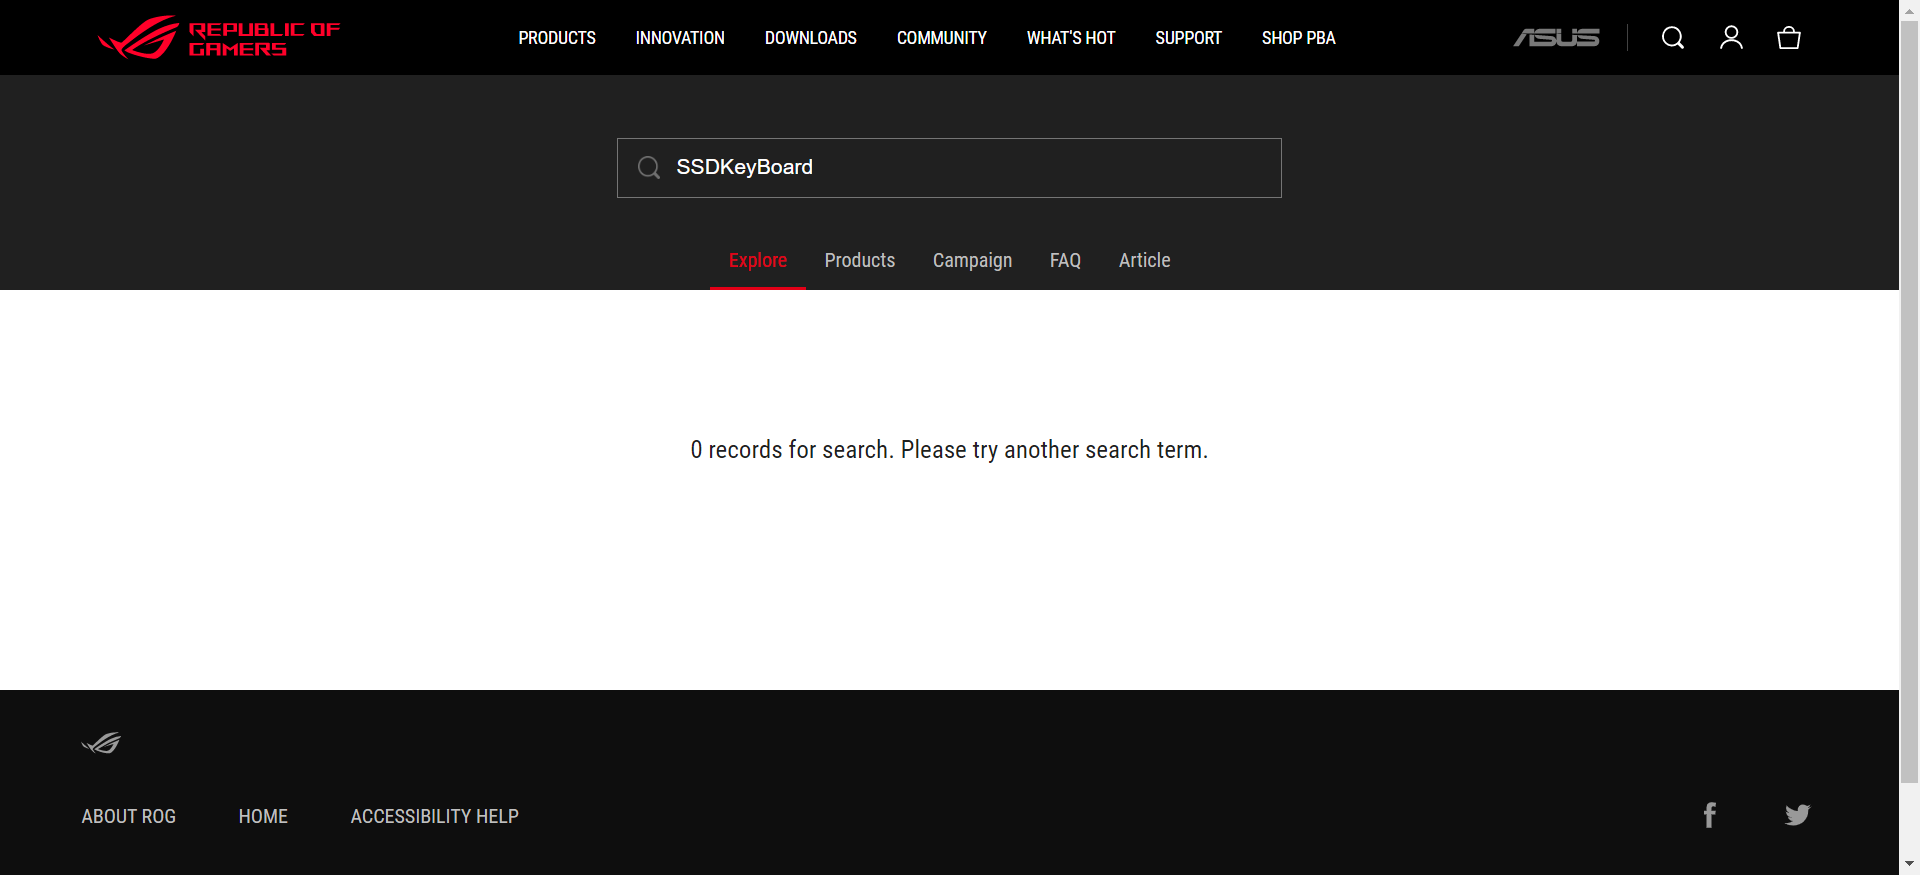 REPUBLIC OF
GAMERS
PRODUCTS INNOVATION DOWNLOADS COMMUNITY WHAT'S HOT SUPPORT SHOP PBA
ASUS
SSDKeyBoard
Explore Products Campaign FAQ Article
0 records for search. Please try another search term.
ABOUT ROG HOME ACCESSIBILITY HELP